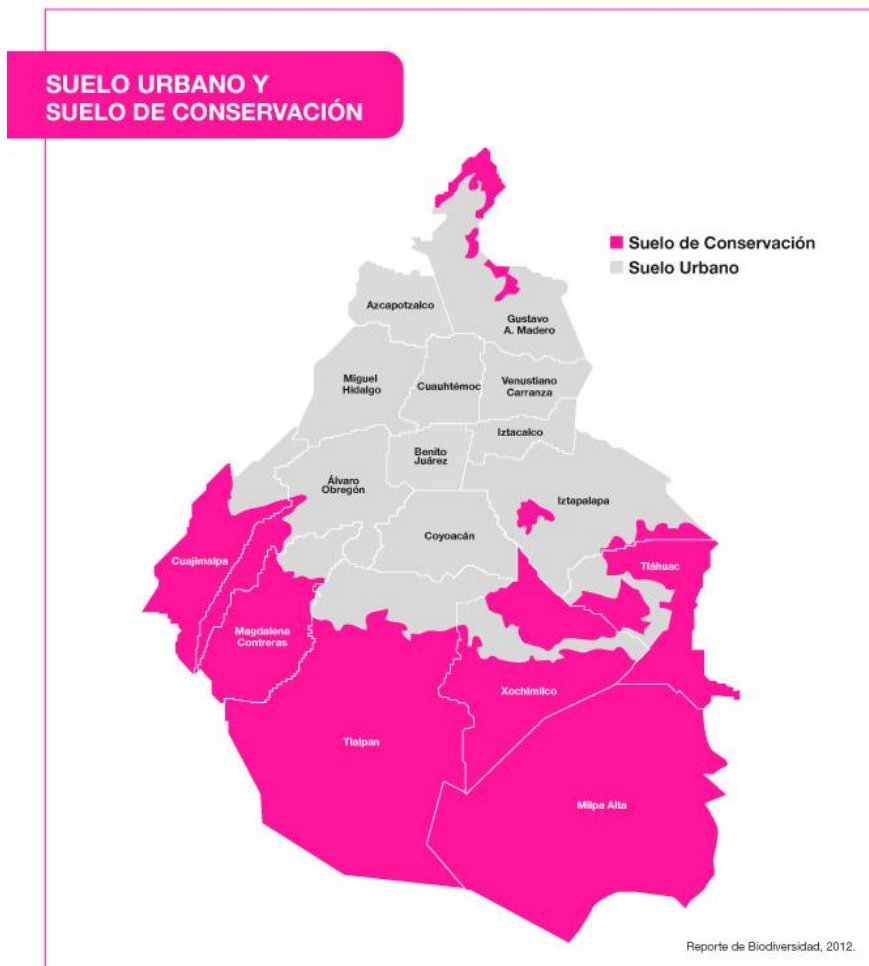 SUELO URBANO Y
SUELO DE CONSERVACIÓN
Suelo de Conservación
Suelo Urbano
Azcapotzalco
Gustavo
A. Madero
Miguel
Hidalgo
Cuauhtémoc
Venustiano
Carranza
Iztacalco
Benito
Juárez
Álvaro
Obregón
Iztapalapa
Coyoacán
Cuajimalpa
Tláhuac
Magdalena
Contreras
Xochimilco
Tlalpan
Milpa Alta
Reporte de Biodiversidad, 2012.